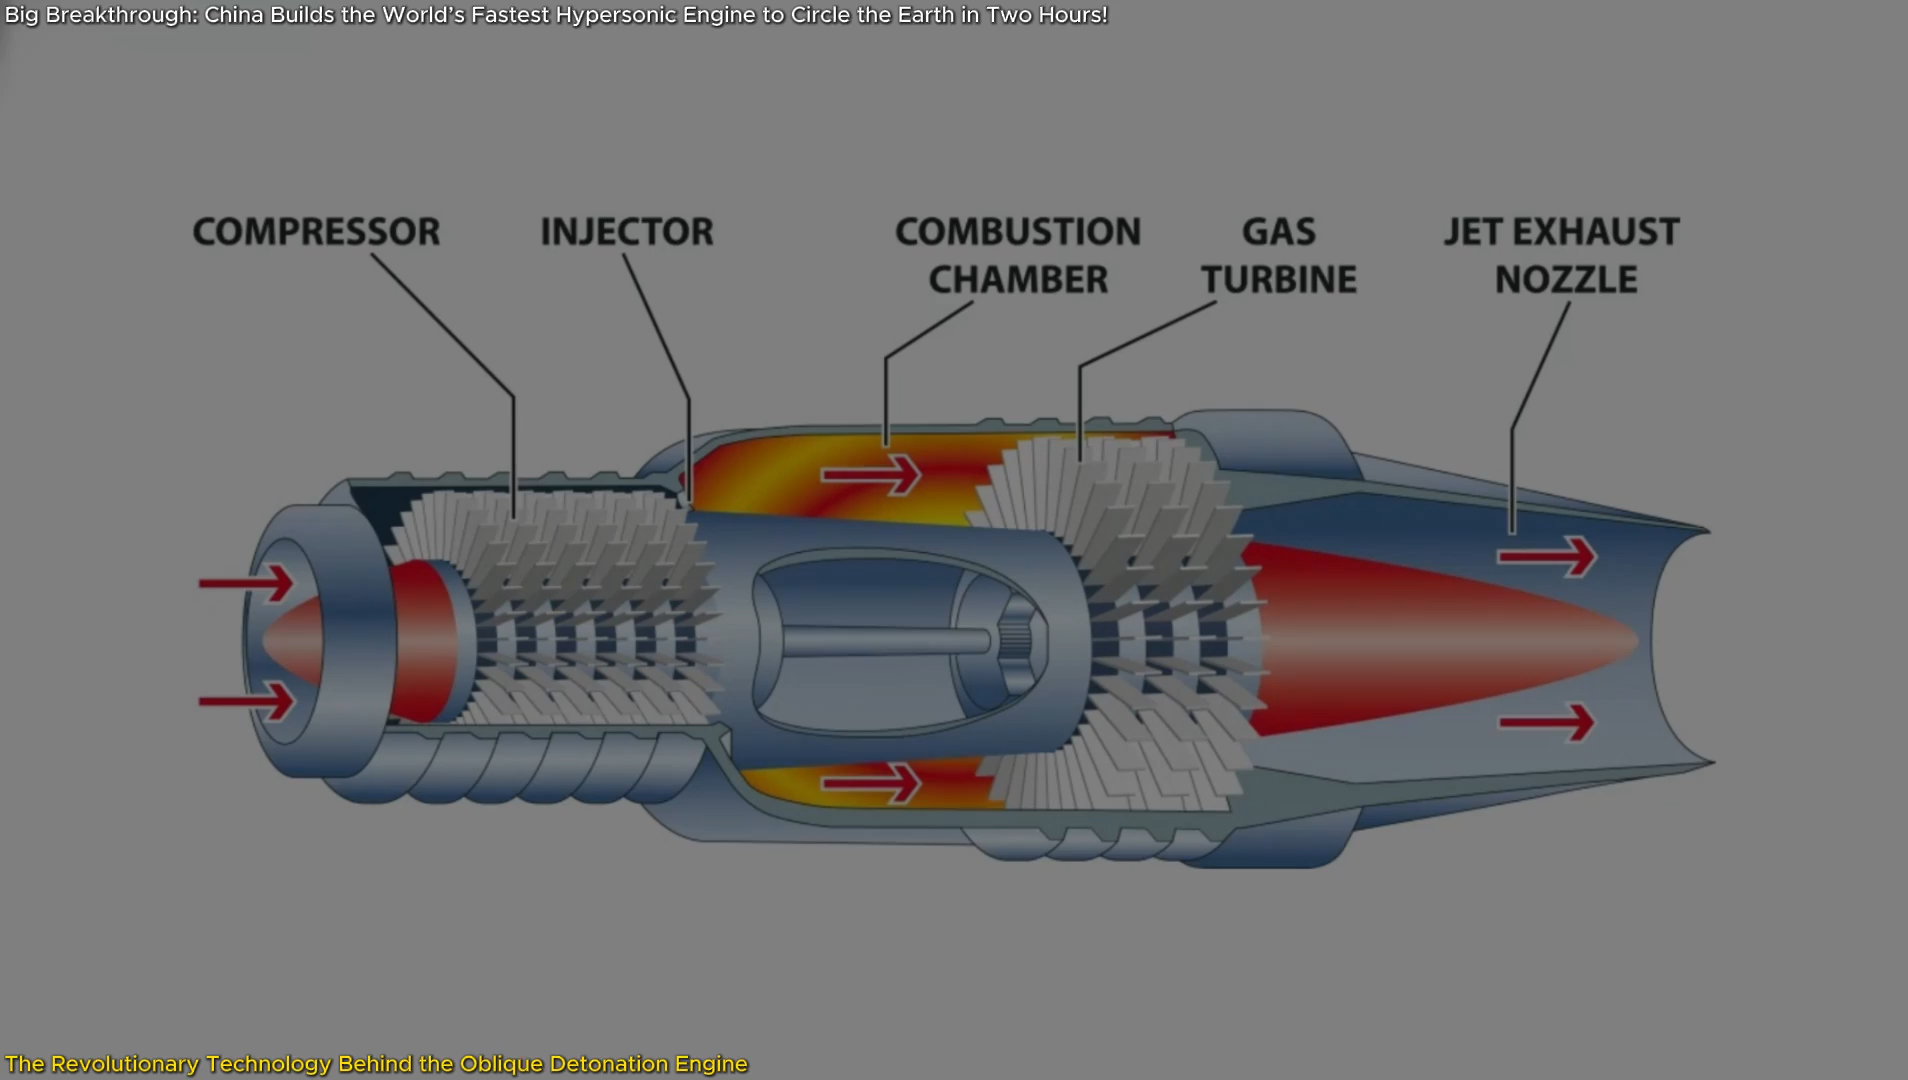 Big Breakthrough: China Builds the World’s Fastest Hypersonic Engine to Circle the Earth in Two Hours!
COMPRESSOR
INJECTOR
COMBUSTION
CHAMBER
GAS
TURBINE
JET EXHAUST
NOZZLE
The Revolutionary Technology Behind the Oblique Detonation Engine